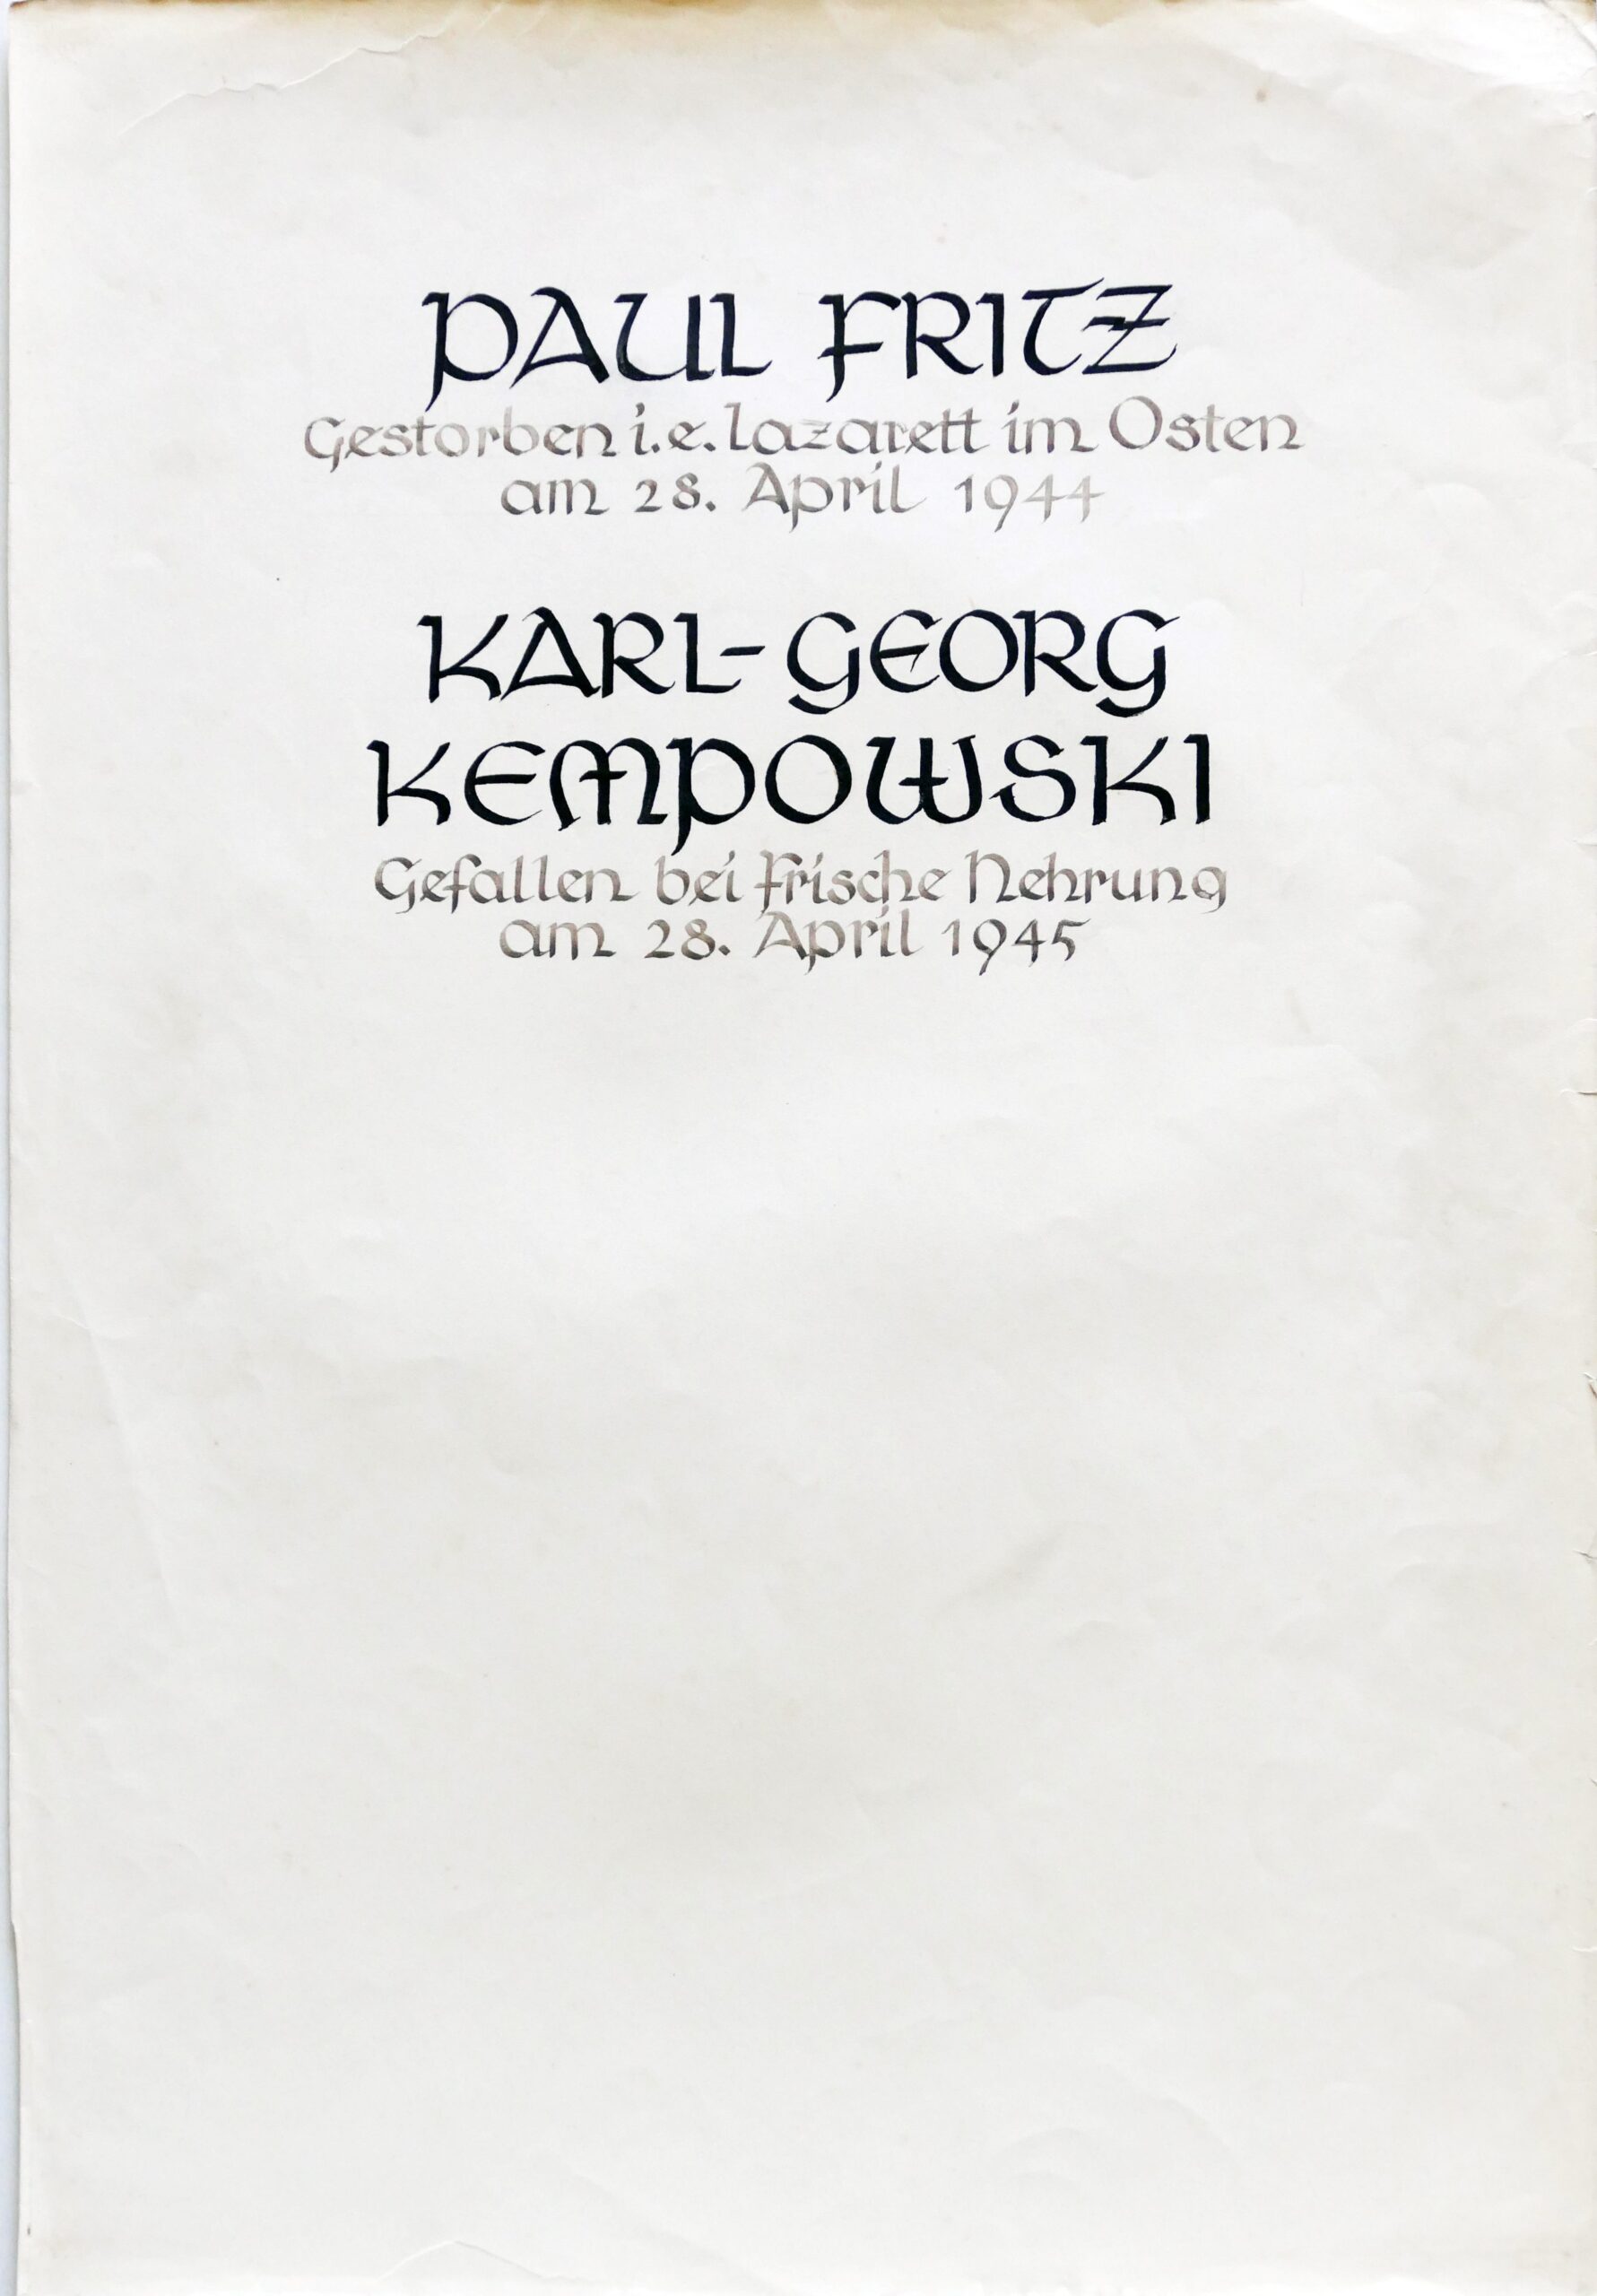 PAUL FRITZ
Gestorben i.e. Lazarett im Osten
am 28. April 1944
KARL-GEORG
KEMPOWSKI
Gefallen bei Frische Nehrung
am 28. April 1945